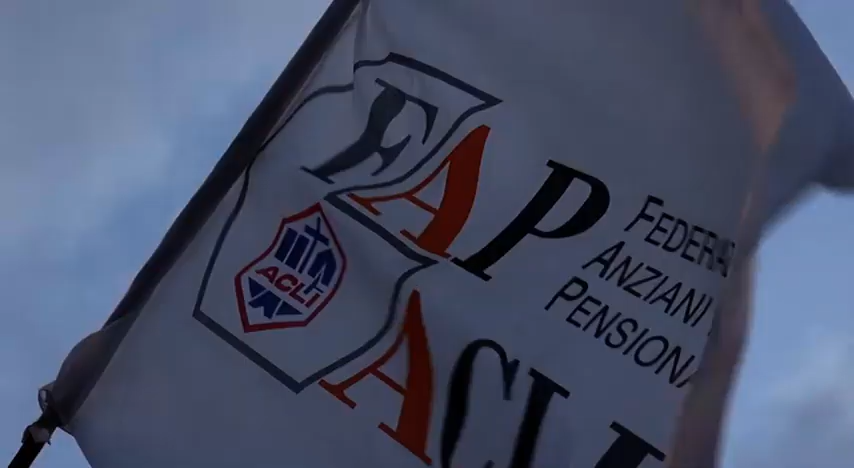 FAP
FEDERA
ANZIANI
PENSIONA
ACLI
ACLI